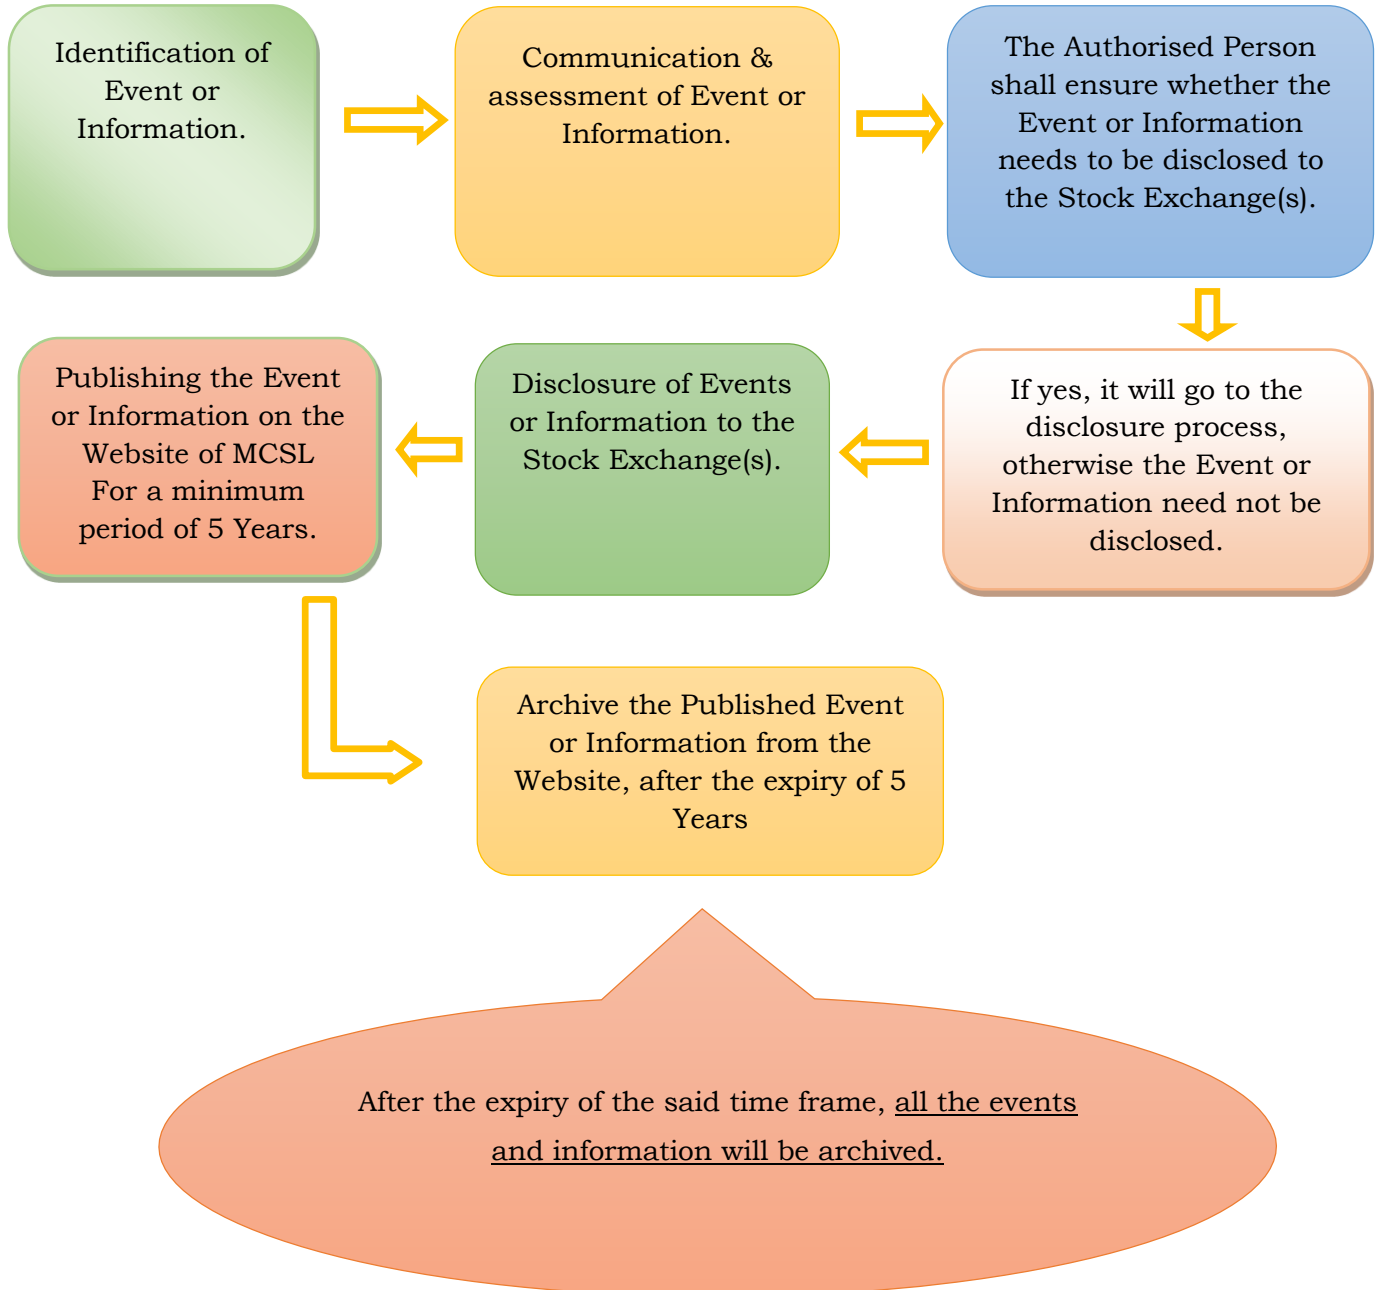 Identification of
Event or
Information.
Communication &
assessment of Event or
Information.
The Authorised Person
shall ensure whether the
Event or Information
needs to be disclosed to
the Stock Exchange(s).
If yes, it will go to the
disclosure process,
otherwise the Event or
Information need not be
disclosed.
Disclosure of Events
or Information to the
Stock Exchange(s).
Publishing the Event
or Information on the
Website of MCSL
For a minimum
period of 5 Years.
Archive the Published Event
or Information from the
Website, after the expiry of 5
Years
After the expiry of the said time frame, all the events
and information will be archived.